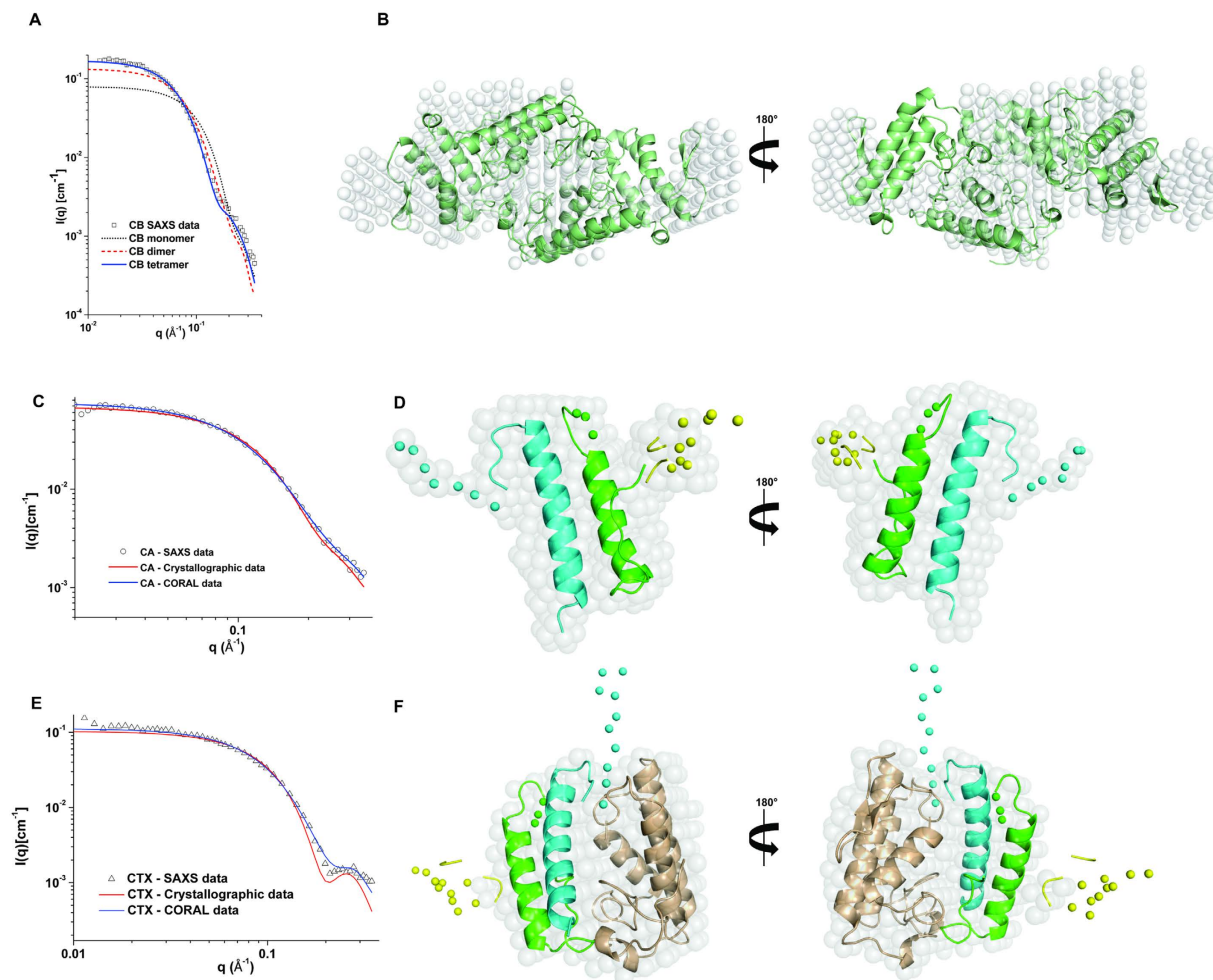 A
B
10⁻¹
10⁻²
10⁻³
10⁻⁴
I(q) [cm⁻¹]
CB SAXS data
CB monomer
CB dimer
CB tetramer
10⁻²
10⁻¹
q (Å⁻¹)
180°
C
D
10⁻¹
10⁻²
10⁻³
I(q)[cm⁻¹]
CA - SAXS data
CA - Crystallographic data
CA - CORAL data
0.1
q (Å⁻¹)
180°
E
F
10⁻¹
10⁻²
10⁻³
I(q)[cm⁻¹]
CTX - SAXS data
CTX - Crystallographic data
CTX - CORAL data
0.01
0.1
q (Å⁻¹)
180°